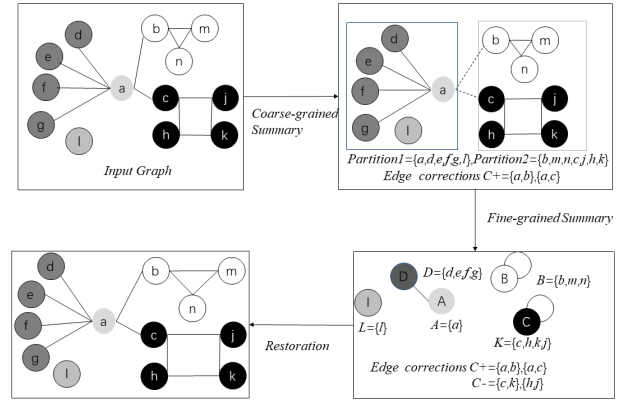 d
e
f
g
l
a
b
m
n
c
j
h
k
Input Graph
Coarse-grained
Summary
d
e
f
g
l
a
b
m
n
c
j
h
k
Partition1={a,d,e,f,g,l},Partition2={b,m,n,c,j,h,k}
Edge corrections C+={a,b},{a,c}
Fine-grained Summary
d
e
f
g
l
a
b
m
n
c
j
h
k
Restoration
D
D={d,e,f,g}
A
A={a}
l
L={l}
B
B={b,m,n}
C
K={c,h,k,j}
Edge corrections C+={a,b},{a,c}
C-={c,k},{h,j}